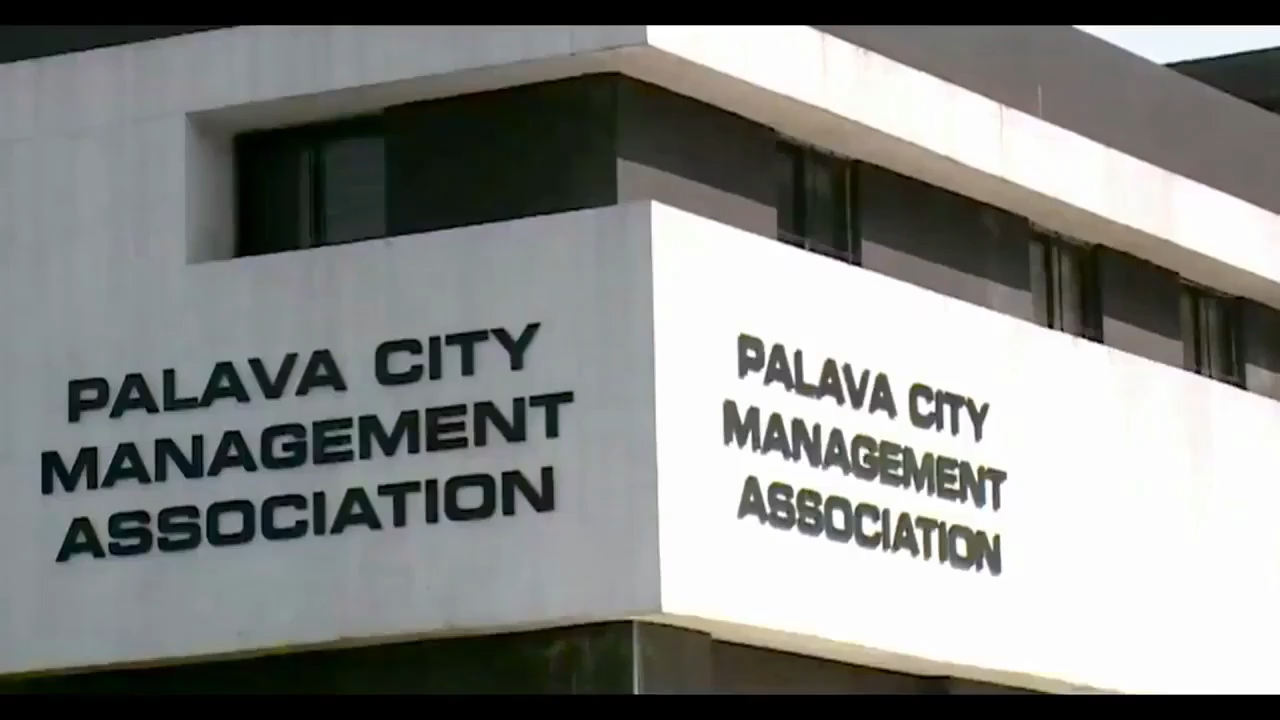 PALAVA CITY
MANAGEMENT
ASSOCIATION
PALAVA CITY
MANAGEMENT
ASSOCIATION